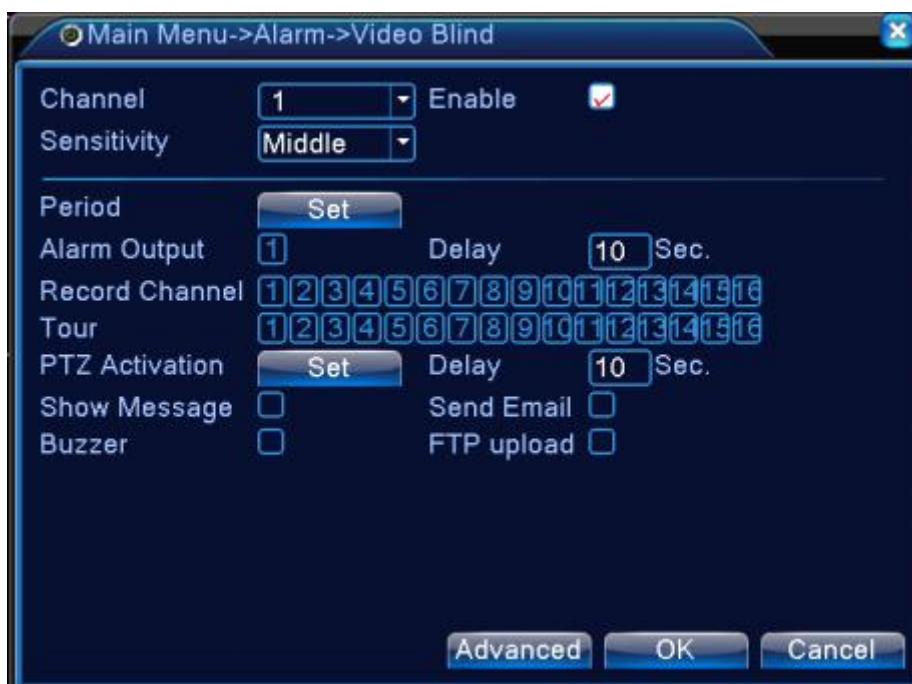 Main Menu->Alarm->Video Blind
Channel 1 Enable
Sensitivity Middle
Period Set
Alarm Output 1 Delay 10 Sec.
Record Channel 1 2 3 4 5 6 7 8 9 10 11 12 13 14 15 16
Tour 1 2 3 4 5 6 7 8 9 10 11 12 13 14 15 16
PTZ Activation Set Delay 10 Sec.
Show Message Send Email
Buzzer FTP upload
Advanced OK Cancel